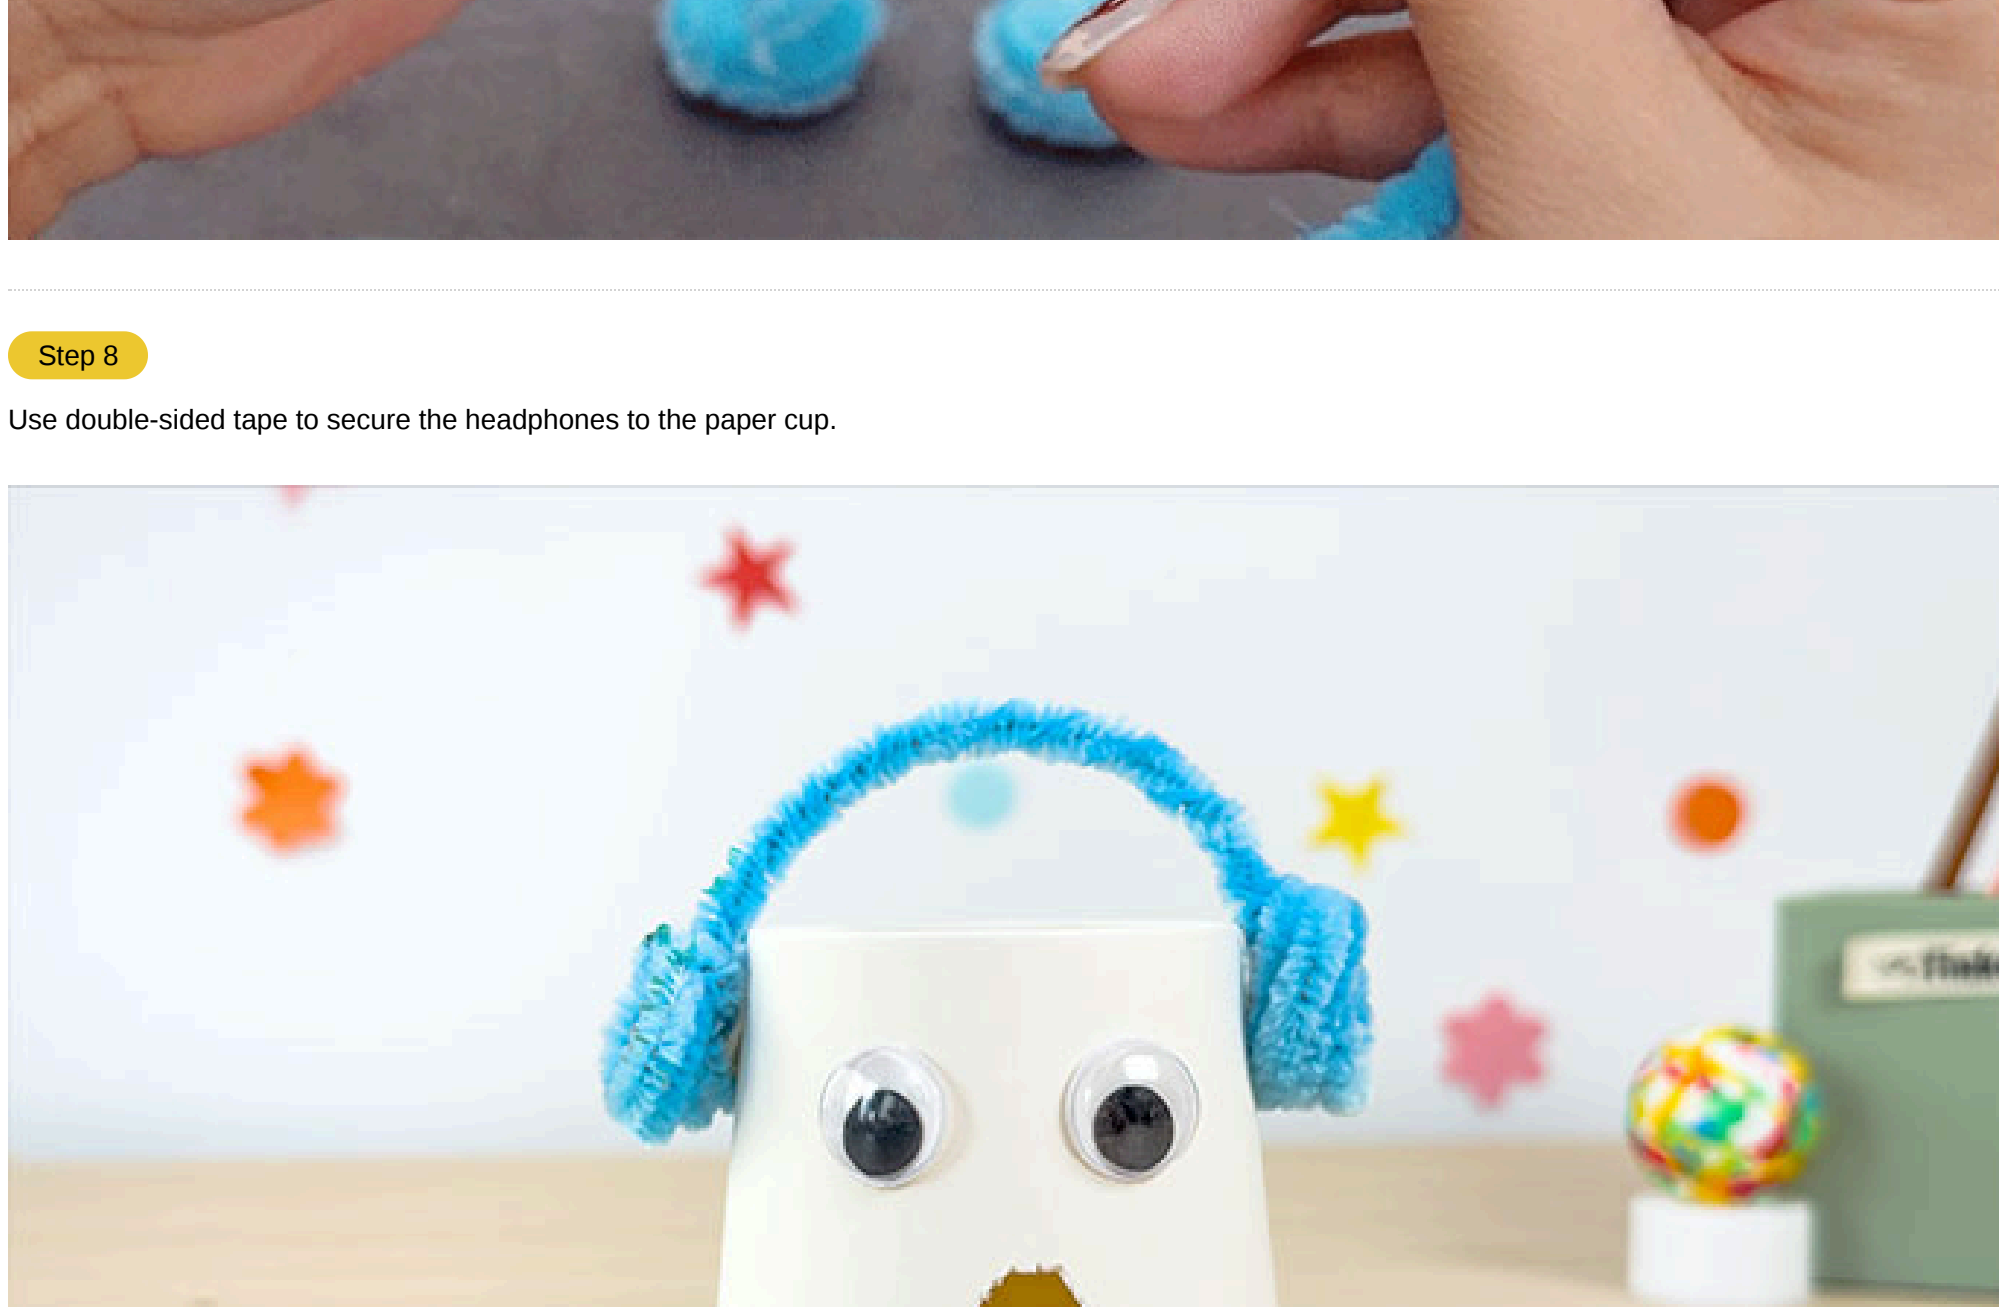 Step 8
Use double-sided tape to secure the headphones to the paper cup.